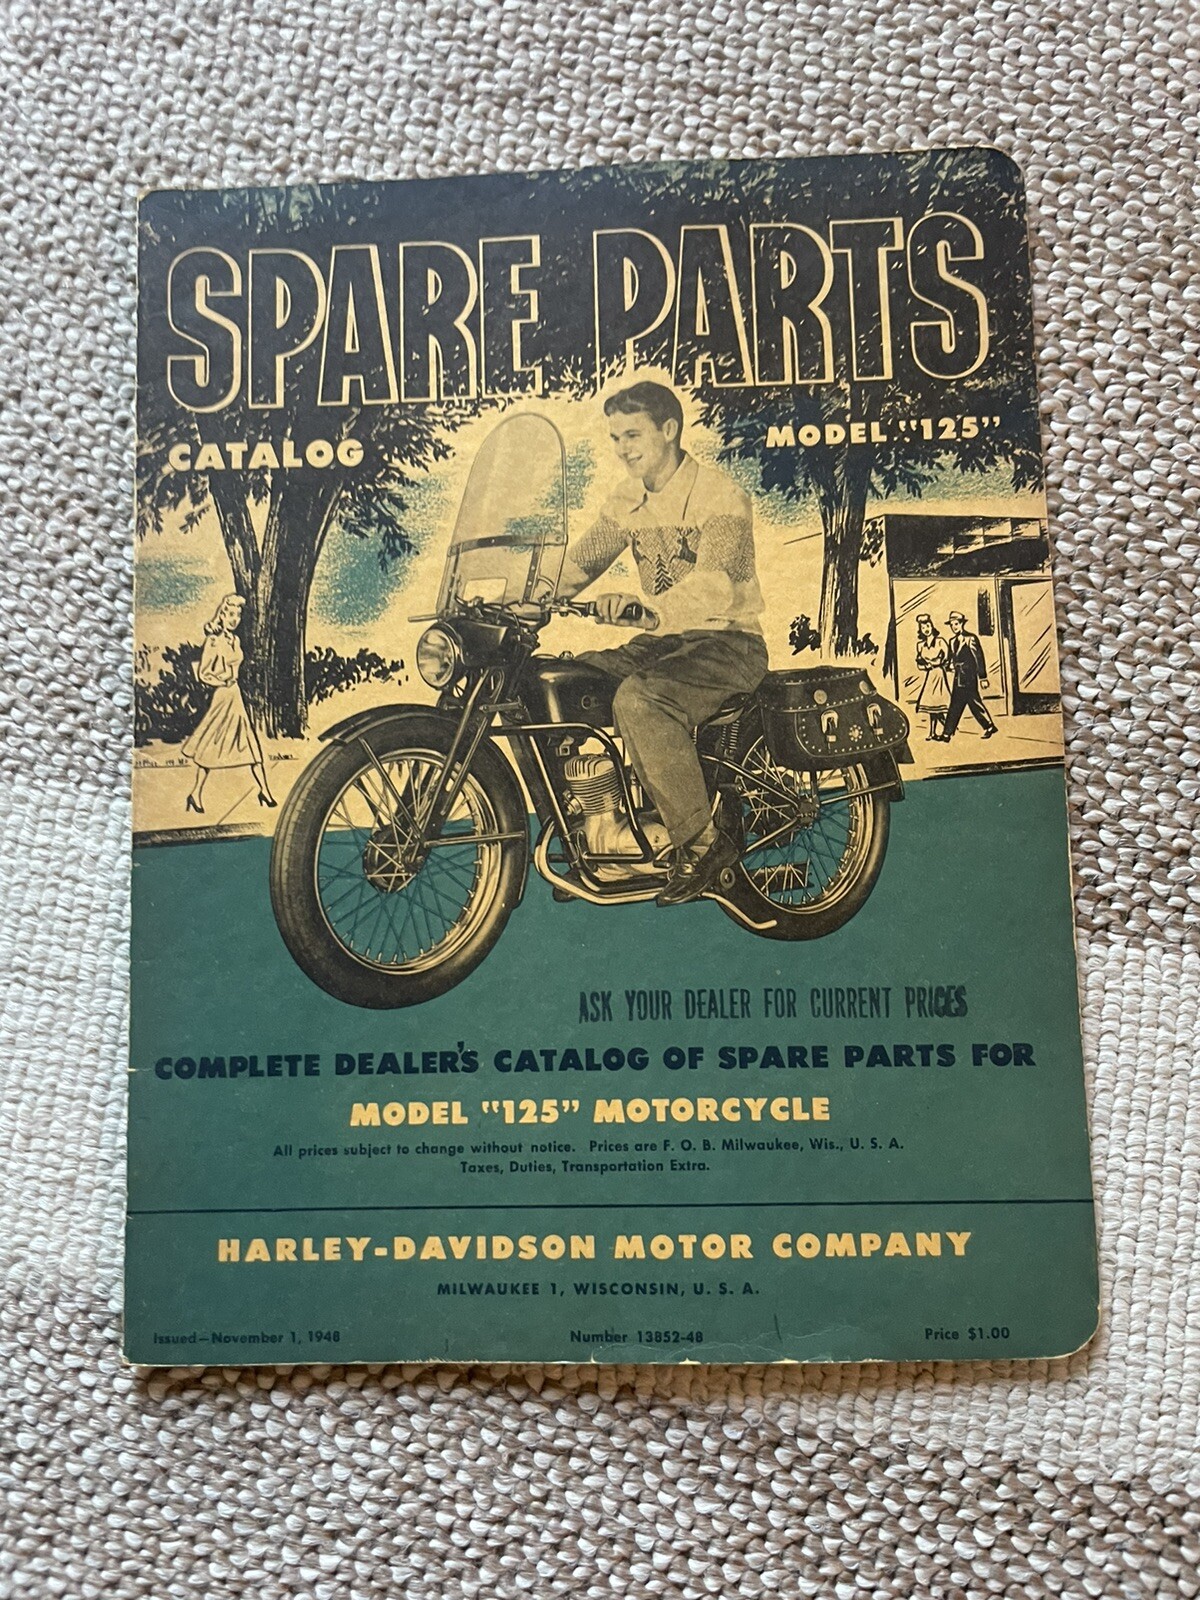 SPARE PARTS
CATALOG
MODEL "125"
ASK YOUR DEALER FOR CURRENT PRICES
COMPLETE DEALER'S CATALOG OF SPARE PARTS FOR
MODEL "125" MOTORCYCLE
All prices subject to change without notice. Prices are F. O. B. Milwaukee, Wis., U. S. A.
Taxes, Duties, Transportation Extra.
HARLEY-DAVIDSON MOTOR COMPANY
MILWAUKEE 1, WISCONSIN, U. S. A.
Issued—November 1, 1948 Number 13852-48 Price $1.00